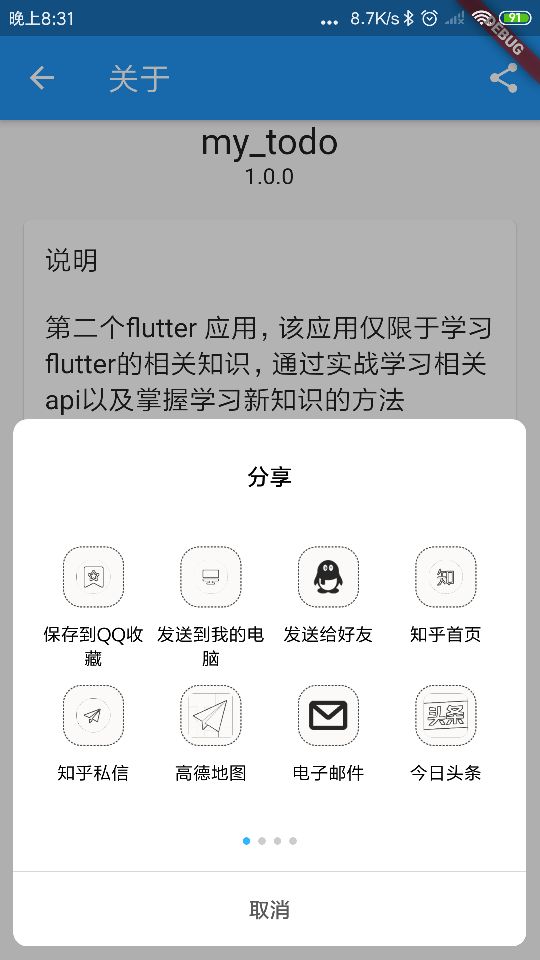 晚上8:31
... 8.7K/s 91
DEBUG
关于
my_todo
1.0.0
说明
第二个flutter 应用，该应用仅限于学习
flutter的相关知识，通过实战学习相关
api以及掌握学习新知识的方法
分享
知
保存到QQ收
藏
发送到我的电
脑
发送给好友
知乎首页
头条
知乎私信
高德地图
电子邮件
今日头条
取消